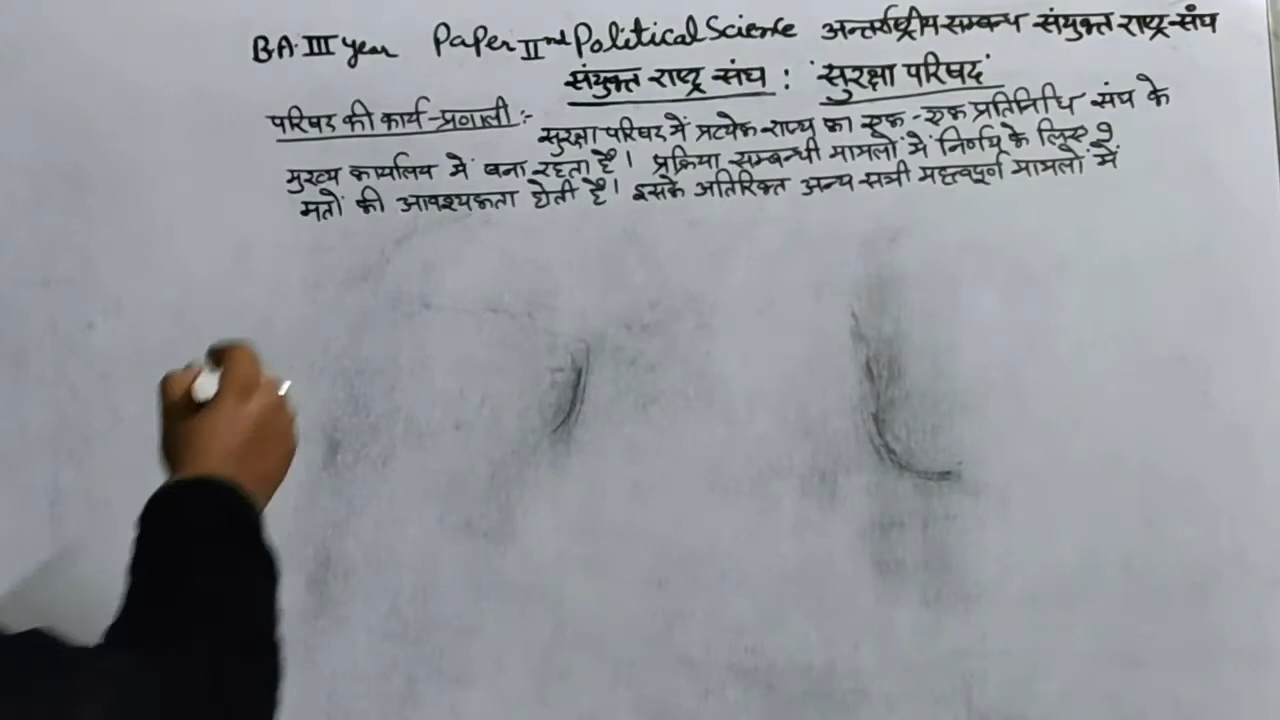 B.A. III year Paper II nd Political Science अन्तर्राष्ट्रीय सम्बन्ध संयुक्त राष्ट्र-संघ
संयुक्त राष्ट्र संघ : 'सुरक्षा परिषद'
परिषद की कार्य-प्रणाली :-
सुरक्षा परिषद में प्रत्येक राज्य का एक-एक प्रतिनिधि संघ के
मुख्य कार्यालय में बना रहता है। प्रक्रिया सम्बन्धी मामलों में निर्णय के लिए 9
मतों की आवश्यकता होती है। इसके अतिरिक्त अन्य सभी महत्वपूर्ण मामलों में